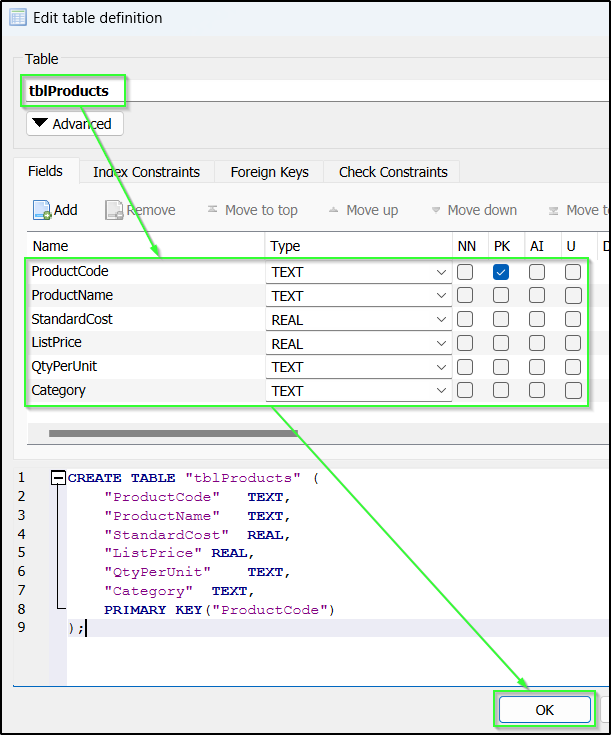 Edit table definition
Table
tblProducts
Advanced
Fields Index Constraints Foreign Keys Check Constraints
Add Remove Move to top Move up Move down Move to
Name Type NN PK AI U D
ProductCode TEXT
ProductName TEXT
StandardCost REAL
ListPrice REAL
QtyPerUnit TEXT
Category TEXT
1 CREATE TABLE "tblProducts" (
2 "ProductCode" TEXT,
3 "ProductName" TEXT,
4 "StandardCost" REAL,
5 "ListPrice" REAL,
6 "QtyPerUnit" TEXT,
7 "Category" TEXT,
8 PRIMARY KEY("ProductCode")
9 );
OK